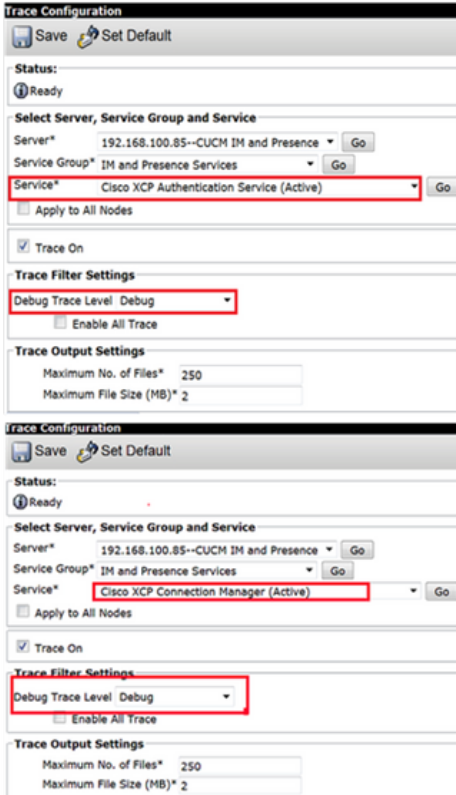 Trace Configuration
Save Set Default
Status:
Ready
Select Server, Service Group and Service
Server* 192.168.100.85--CUCM IM and Presence Go
Service Group* IM and Presence Services Go
Service* Cisco XCP Authentication Service (Active) Go
Apply to All Nodes
Trace On
Trace Filter Settings
Debug Trace Level Debug
Enable All Trace
Trace Output Settings
Maximum No. of Files* 250
Maximum File Size (MB)* 2
Trace Configuration
Save Set Default
Status:
Ready
Select Server, Service Group and Service
Server* 192.168.100.85--CUCM IM and Presence Go
Service Group* IM and Presence Services Go
Service* Cisco XCP Connection Manager (Active) Go
Apply to All Nodes
Trace On
Trace Filter Settings
Debug Trace Level Debug
Enable All Trace
Trace Output Settings
Maximum No. of Files* 250
Maximum File Size (MB)* 2